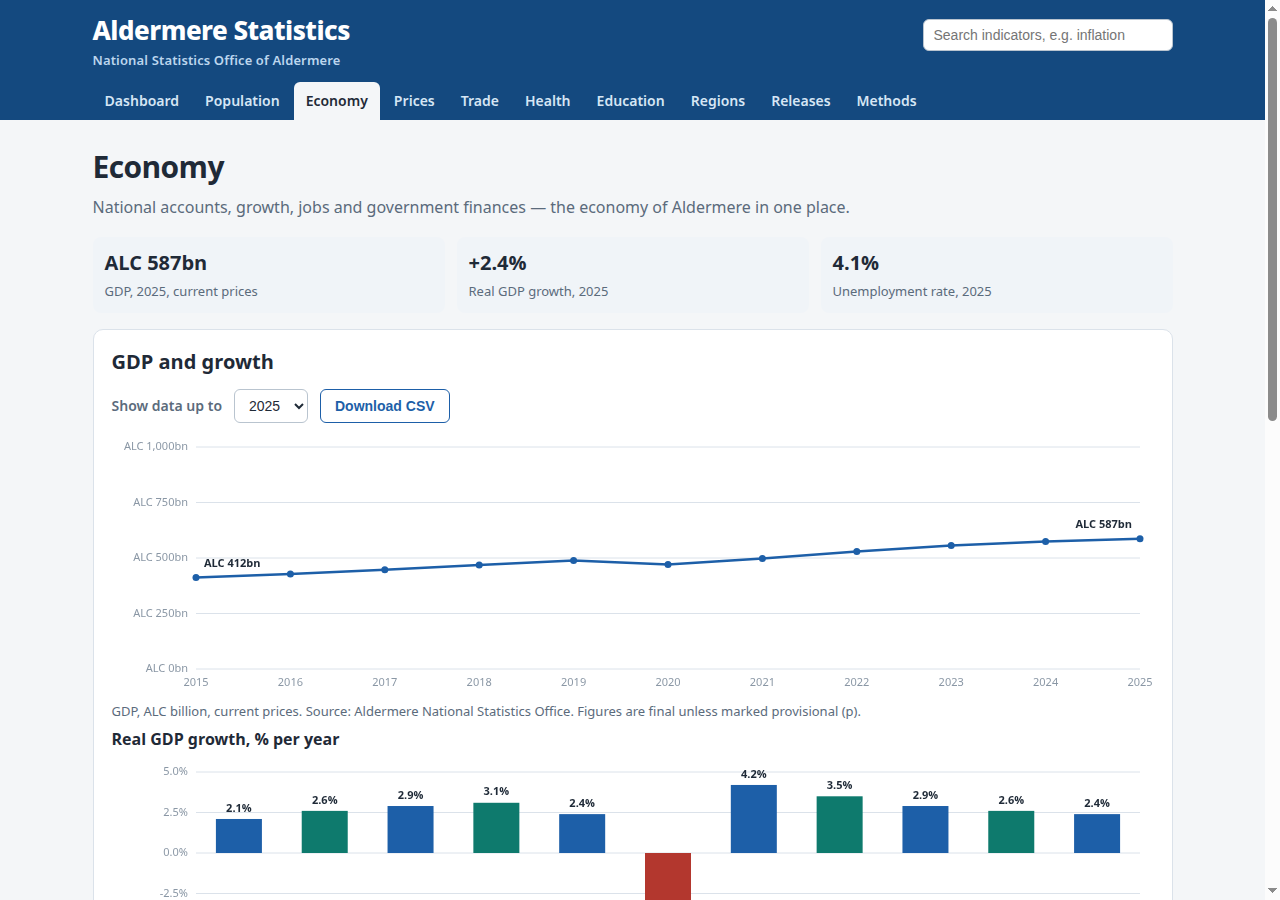 Aldermere Statistics
National Statistics Office of Aldermere
Search indicators, e.g. inflation
Dashboard Population Economy Prices Trade Health Education Regions Releases Methods
Economy
National accounts, growth, jobs and government finances — the economy of Aldermere in one place.
ALC 587bn
GDP, 2025, current prices
+2.4%
Real GDP growth, 2025
4.1%
Unemployment rate, 2025
GDP and growth
Show data up to 2025 Download CSV
ALC 1,000bn
ALC 750bn
ALC 587bn
ALC 500bn
ALC 412bn
ALC 250bn
ALC 0bn
2015 2016 2017 2018 2019 2020 2021 2022 2023 2024 2025
GDP, ALC billion, current prices. Source: Aldermere National Statistics Office. Figures are final unless marked provisional (p).
Real GDP growth, % per year
5.0%
2.5%
0.0%
-2.5%
2.1% 2.6% 2.9% 3.1% 2.4% 4.2% 3.5% 2.9% 2.6% 2.4%